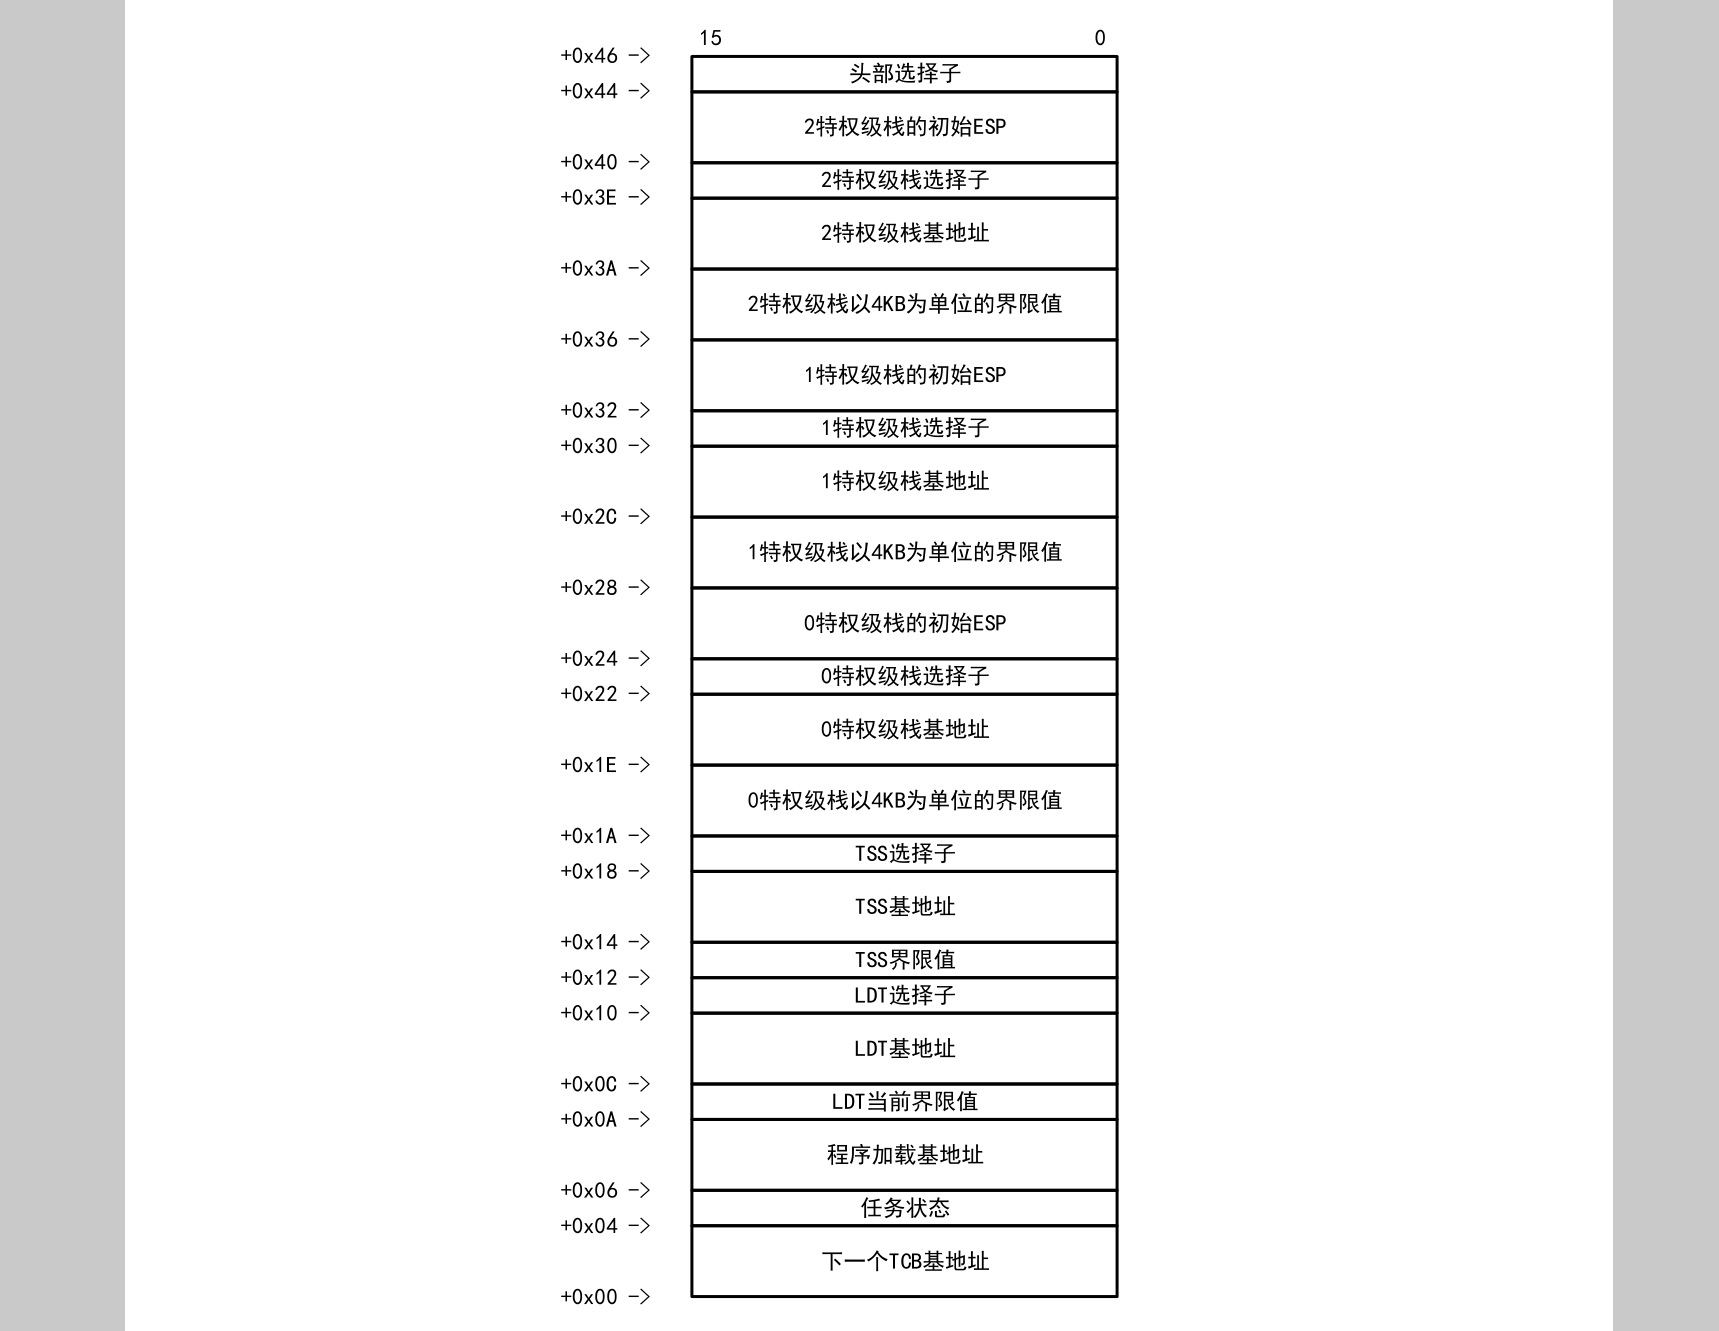 15 0
+0x46 ->
头部选择子
+0x44 ->
2特权级栈的初始ESP
+0x40 ->
2特权级栈选择子
+0x3E ->
2特权级栈基地址
+0x3A ->
2特权级栈以4KB为单位的界限值
+0x36 ->
1特权级栈的初始ESP
+0x32 ->
1特权级栈选择子
+0x30 ->
1特权级栈基地址
+0x2C ->
1特权级栈以4KB为单位的界限值
+0x28 ->
0特权级栈的初始ESP
+0x24 ->
0特权级栈选择子
+0x22 ->
0特权级栈基地址
+0x1E ->
0特权级栈以4KB为单位的界限值
+0x1A ->
TSS选择子
+0x18 ->
TSS基地址
+0x14 ->
TSS界限值
+0x12 ->
LDT选择子
+0x10 ->
LDT基地址
+0x0C ->
LDT当前界限值
+0x0A ->
程序加载基地址
+0x06 ->
任务状态
+0x04 ->
下一个TCB基地址
+0x00 ->